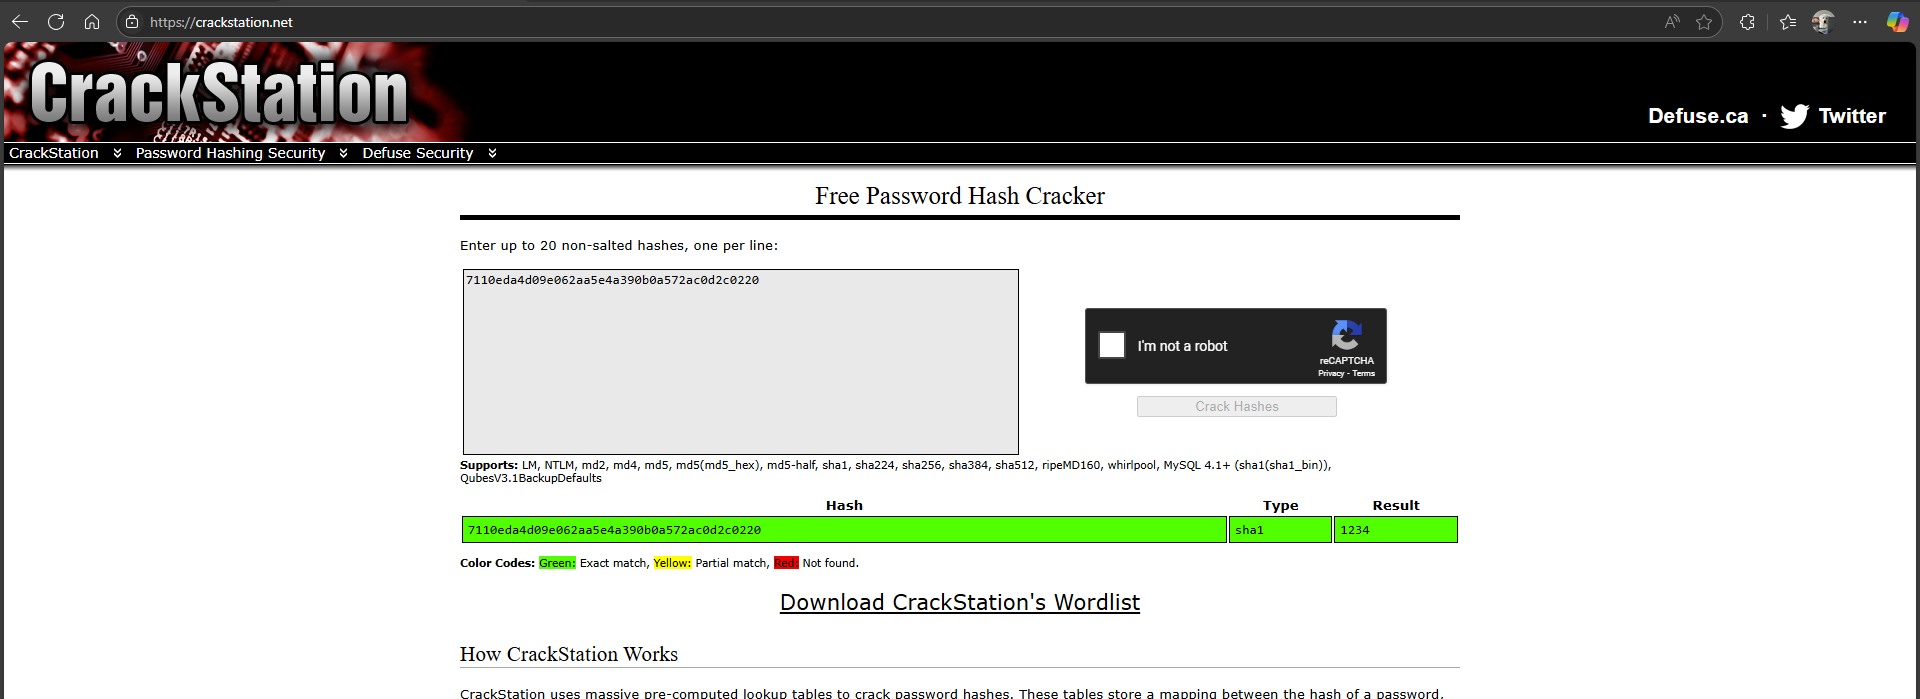 https://crackstation.net
CrackStation
Defuse.ca · Twitter
CrackStation Password Hashing Security Defuse Security
Free Password Hash Cracker
Enter up to 20 non-salted hashes, one per line:
7110eda4d09e062aa5e4a390b0a572ac0d2c0220
I'm not a robot
reCAPTCHA
Privacy - Terms
Crack Hashes
Supports: LM, NTLM, md2, md4, md5, md5(md5_hex), md5-half, sha1, sha224, sha256, sha384, sha512, ripeMD160, whirlpool, MySQL 4.1+ (sha1(sha1_bin)),
QubesV3.1BackupDefaults
Hash Type Result
7110eda4d09e062aa5e4a390b0a572ac0d2c0220 sha1 1234
Color Codes: Green: Exact match, Yellow: Partial match, Red: Not found.
Download CrackStation's Wordlist
How CrackStation Works
CrackStation uses massive pre-computed lookup tables to crack password hashes. These tables store a mapping between the hash of a password,